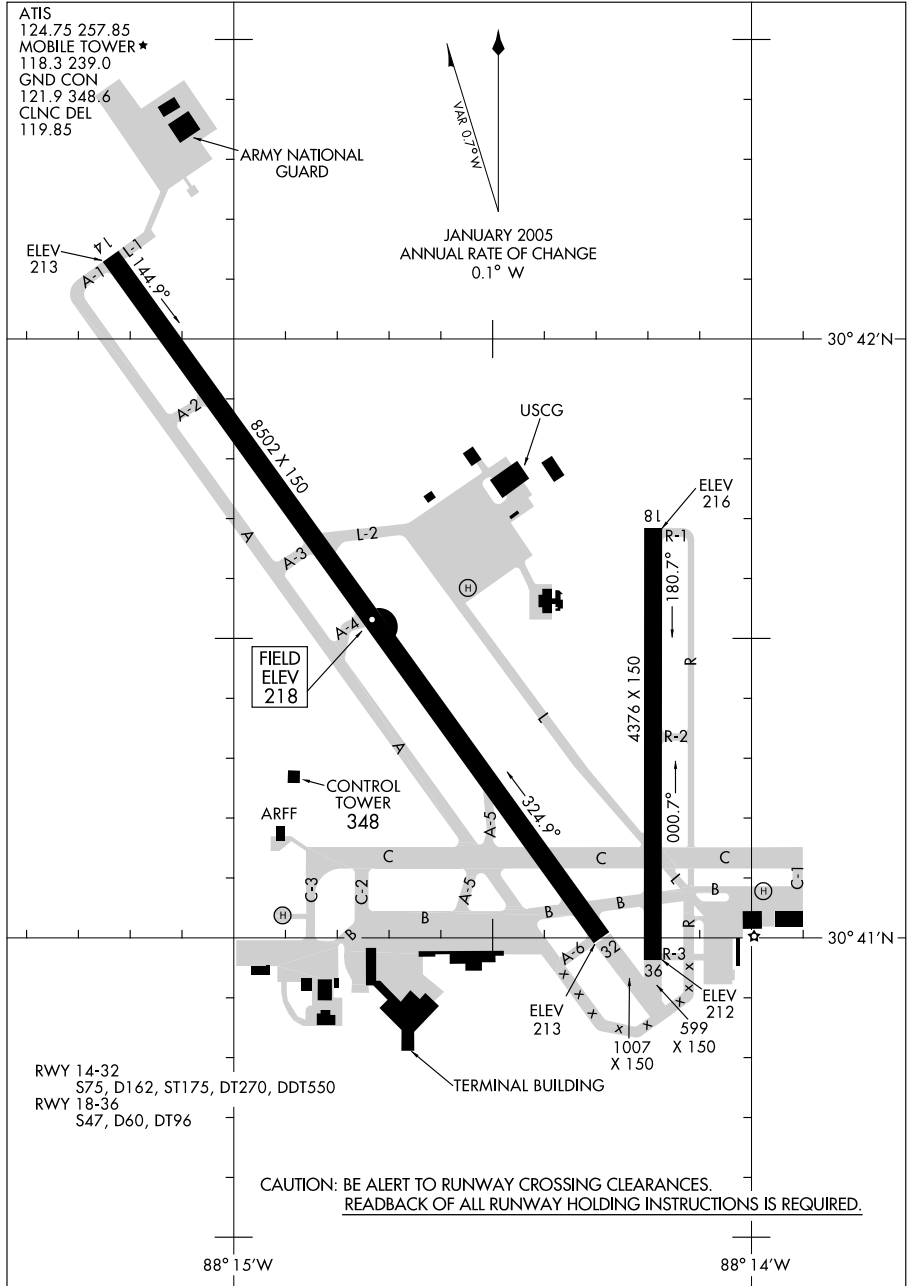 ATIS
124.75 257.85
MOBILE TOWER★
118.3 239.0
GND CON
121.9 348.6
CLNC DEL
119.85
ARMY NATIONAL
GUARD
VAR 0.7° W
JANUARY 2005
ANNUAL RATE OF CHANGE
0.1° W
ELEV
213
14
L-1
A-1
144.9°
30° 42'N
A-2
8502 X 150
USCG
ELEV
216
18
R-1
A
L-2
A-3
H
180.7°
A-4
FIELD
ELEV
218
4376 X 150
R
L
R-2
A
CONTROL
TOWER
348
000.7°
324.9°
ARFF
A-5
C
C
C
L
C-3
C-2
A-5
B
H
C-1
B
B
B
H
B
R
30° 41'N
A-6
32
R-3
36
ELEV
213
ELEV
212
X
X
X
X
X
X
X
X
X
1007
X 150
599
X 150
TERMINAL BUILDING
RWY 14-32
S75, D162, ST175, DT270, DDT550
RWY 18-36
S47, D60, DT96
CAUTION: BE ALERT TO RUNWAY CROSSING CLEARANCES.
READBACK OF ALL RUNWAY HOLDING INSTRUCTIONS IS REQUIRED.
88° 15'W
88° 14'W